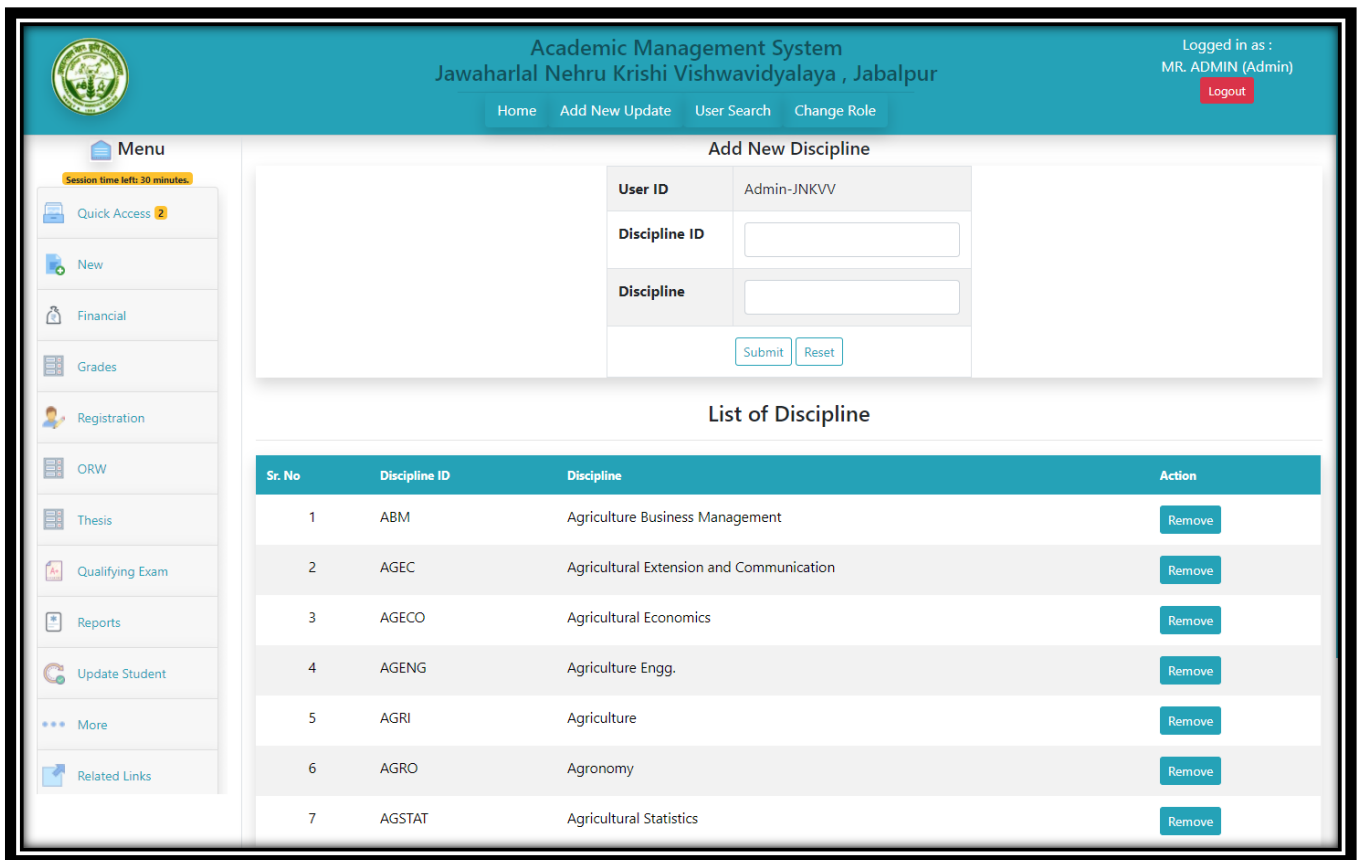 Academic Management System
Jawaharlal Nehru Krishi Vishwavidyalaya , Jabalpur
Home Add New Update User Search Change Role
Logged in as :
MR. ADMIN (Admin)
Logout
Menu
Session time left: 30 minutes.
Quick Access 2
New
Financial
Grades
Registration
ORW
Thesis
Qualifying Exam
Reports
Update Student
More
Related Links
Add New Discipline
User ID Admin-JNKVV
Discipline ID
Discipline
Submit Reset
List of Discipline
Sr. No Discipline ID Discipline Action
1 ABM Agriculture Business Management Remove
2 AGEC Agricultural Extension and Communication Remove
3 AGECO Agricultural Economics Remove
4 AGENG Agriculture Engg. Remove
5 AGRI Agriculture Remove
6 AGRO Agronomy Remove
7 AGSTAT Agricultural Statistics Remove